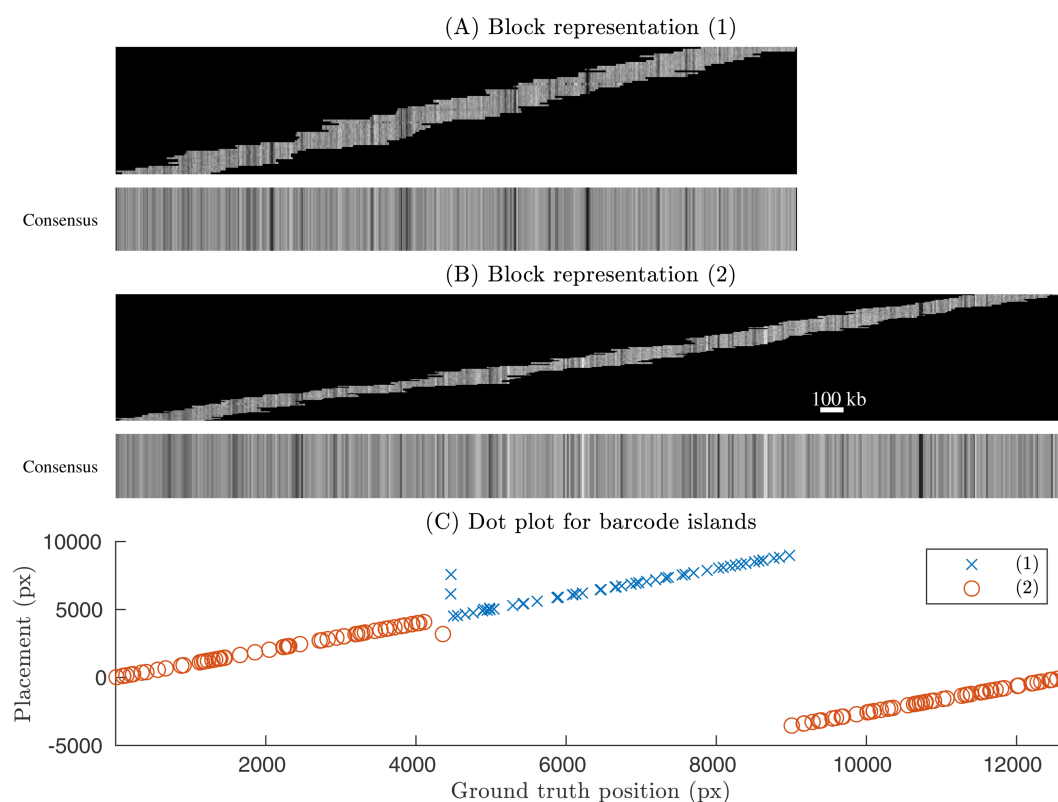 (A) Block representation (1)
Consensus
(B) Block representation (2)
100 kb
Consensus
(C) Dot plot for barcode islands
10000
5000
0
-5000
Placement (px)
(1)
(2)
2000 4000 6000 8000 10000 12000
Ground truth position (px)